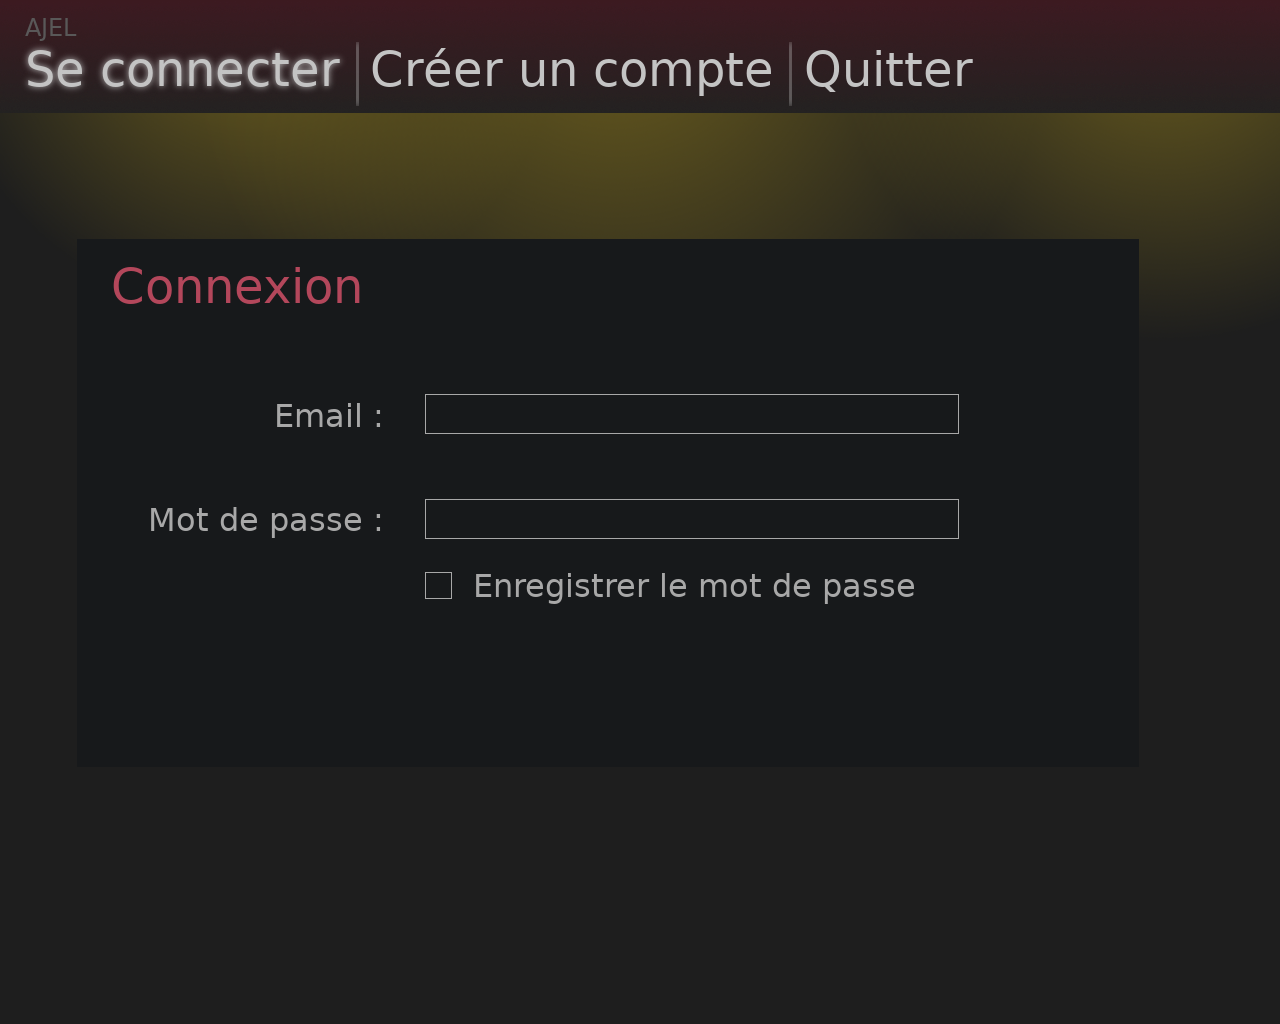 AJEL
Se connecter Créer un compte Quitter
Connexion
Email :
Mot de passe :
Enregistrer le mot de passe